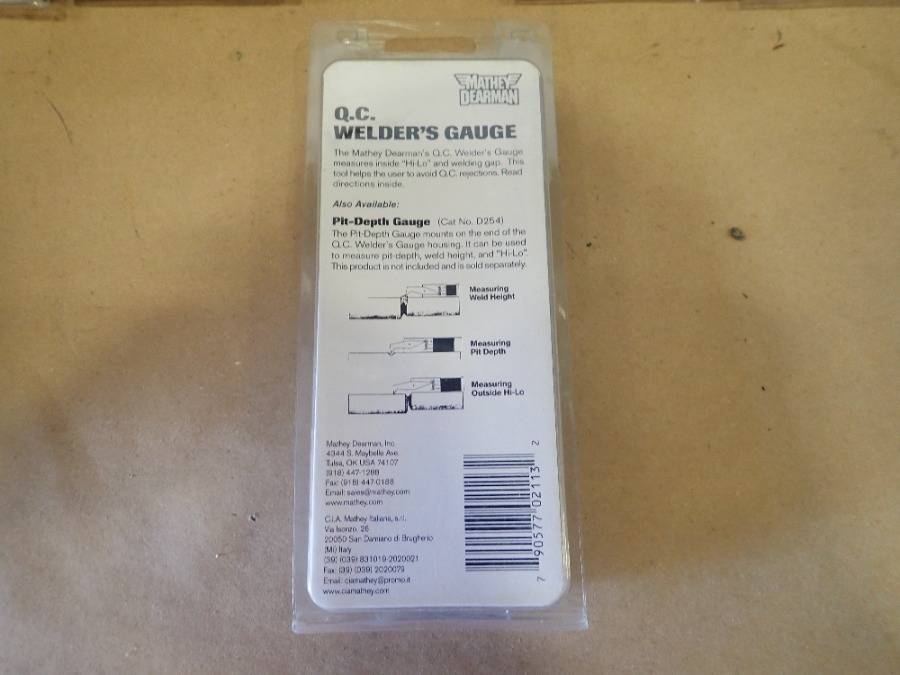 MATHEY
DEARMAN
Q.C.
WELDER'S GAUGE
The Mathey Dearman's Q.C. Welder's Gauge
measures inside "Hi-Lo" and welding gap. This
tool helps the user to avoid Q.C. rejections. Read
directions inside.
Also Available:
Pit-Depth Gauge (Cat No. D254)
The Pit-Depth Gauge mounts on the end of the
Q.C. Welder's Gauge housing. It can be used
to measure pit-depth, weld height, and "Hi-Lo"
This product is not included and is sold separately.
Measuring
Weld Height
Measuring
Pit Depth
Measuring
Outside Hi-Lo
Mathey Dearman, Inc.
4344 S. Maybelle Ave.
Tulsa, OK USA 74107
(918) 447-1288
Fax: (918) 447-0188
Email: sales@mathey.com
www.mathey.com
C.I.A. Mathey Italiana, s.r.l.
Via Isonzo, 26
20050 San Damiano di Brugherio
(MI) Italy
(39) (039) 831019-2020021
Fax: (39) (039) 2020079
Email: ciamathey@promo.it
www.ciamathey.com
7 90577 02113 2